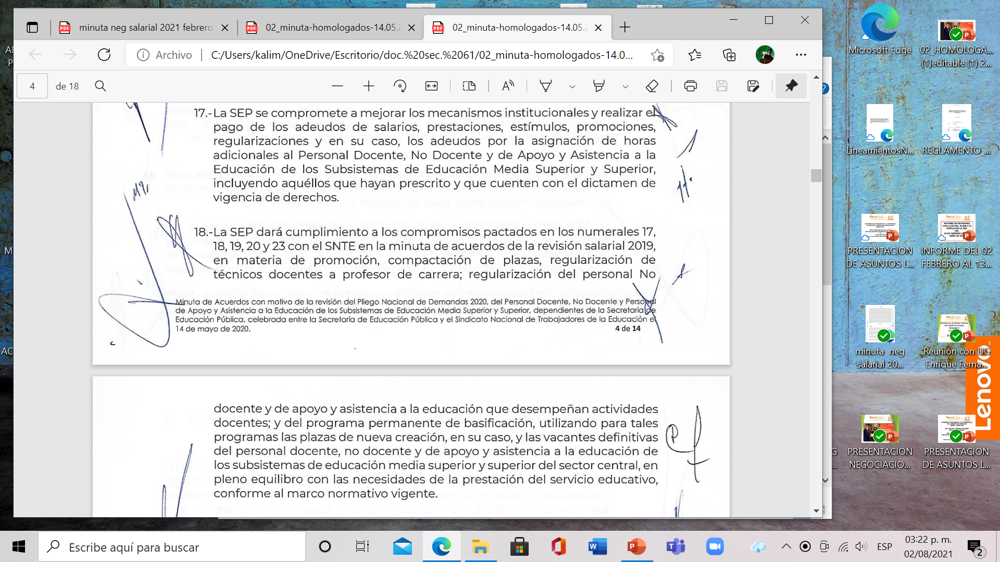 minuta neg salarial 2021 febrero.
02_minuta-homologados-14.05.2
02_minuta-homologados-14.05.2
Archivo
C:/Users/kalim/OneDrive/Escritorio/doc.%20sec.%2061/02_minuta-homologados-14.0...
4
de 18
17.-La SEP se compromete a mejorar los mecanismos institucionales y realizar el
pago de los adeudos de salarios, prestaciones, estímulos, promociones,
regularizaciones y en su caso, los adeudos por la asignación de horas
adicionales al Personal Docente, No Docente y de Apoyo y Asistencia a la
Educación de los Subsistemas de Educación Media Superior y Superior,
incluyendo aquéllos que hayan prescrito y que cuenten con el dictamen de
vigencia de derechos.
18.-La SEP dará cumplimiento a los compromisos pactados en los numerales 17,
18, 19, 20 y 23 con el SNTE en la minuta de acuerdos de la revisión salarial 2019,
en materia de promoción, compactación de plazas, regularización de
técnicos docentes a profesor de carrera; regularización del personal No
Minuta de Acuerdos con motivo de la revisión del Pliego Nacional de Demandas 2020, del Personal Docente, No Docente y Personal
de Apoyo y Asistencia a la Educación de los Subsistemas de Educación Media Superior y Superior, dependientes de la Secretaría de
Educación Pública, celebrada entre la Secretaría de Educación Pública y el Sindicato Nacional de Trabajadores de la Educación el
14 de mayo de 2020.
4 de 14
docente y de apoyo y asistencia a la educación que desempeñan actividades
docentes; y del programa permanente de basificación, utilizando para tales
programas las plazas de nueva creación, en su caso, y las vacantes definitivas
del personal docente, no docente y de apoyo y asistencia a la educación de
los subsistemas de educación media superior y superior del sector central, en
pleno equilibro con las necesidades de la prestación del servicio educativo,
conforme al marco normativo vigente.
Microsoft Edge
02_HOMOLOGA...
(1)editable (1) 2...
LineamientosN...
REGLAMENTO_...
PRESENTACION
DE ASUNTOS L...
INFORME DEL 02
FEBRERO AL 13...
minuta neg
salarial 20...
Reunión con DG
Enrique Ferna...
PRESENTACION
NEGOCIACIO...
PRESENTACION
DE ASUNTOS L...
Lenovo
Escribe aquí para buscar
ESP
03:22 p. m.
02/08/2021
2